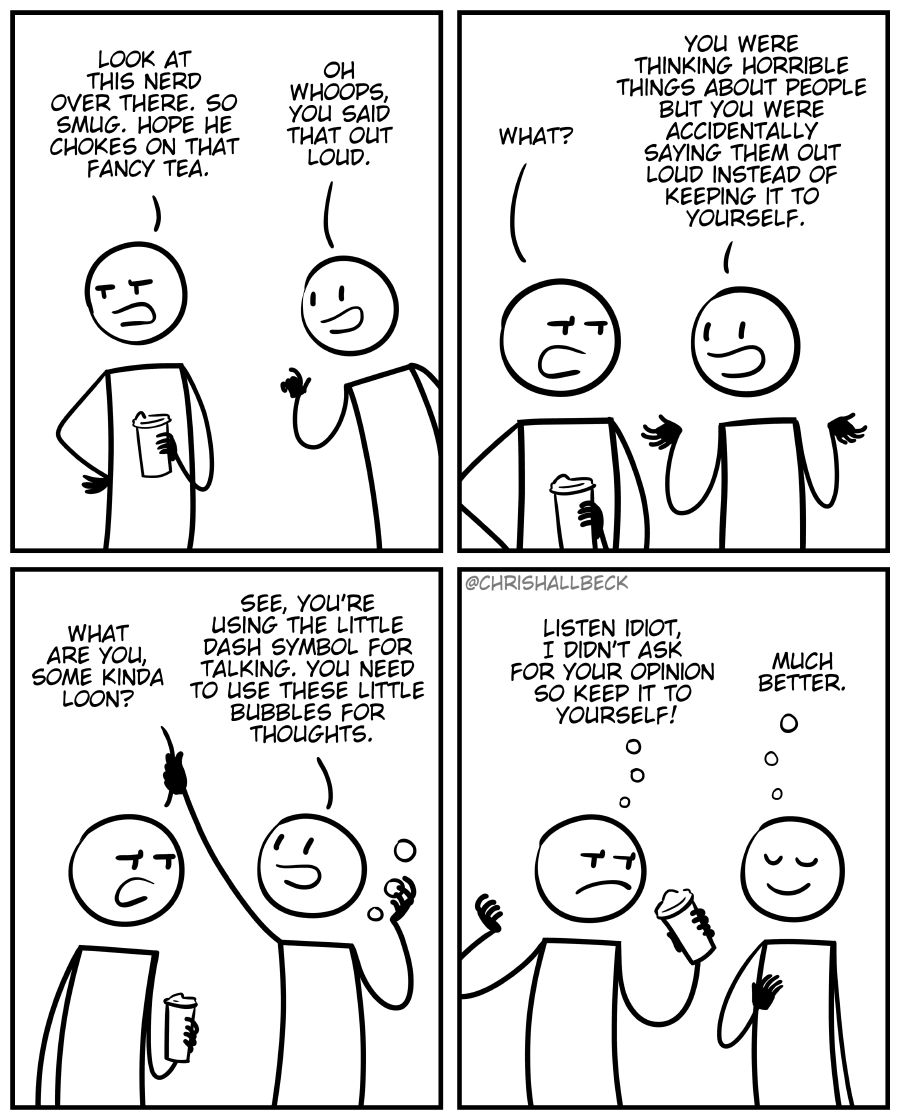 LOOK AT
THIS NERD
OVER THERE. SO
SMUG. HOPE HE
CHOKES ON THAT
FANCY TEA.
OH
WHOOPS,
YOU SAID
THAT OUT
LOUD.
WHAT?
YOU WERE
THINKING HORRIBLE
THINGS ABOUT PEOPLE
BUT YOU WERE
ACCIDENTALLY
SAYING THEM OUT
LOUD INSTEAD OF
KEEPING IT TO
YOURSELF.
WHAT
ARE YOU,
SOME KINDA
LOON?
SEE, YOU'RE
USING THE LITTLE
DASH SYMBOL FOR
TALKING. YOU NEED
TO USE THESE LITTLE
BUBBLES FOR
THOUGHTS.
@CHRISHALLBECK
LISTEN IDIOT,
I DIDN'T ASK
FOR YOUR OPINION
SO KEEP IT TO
YOURSELF!
MUCH
BETTER.